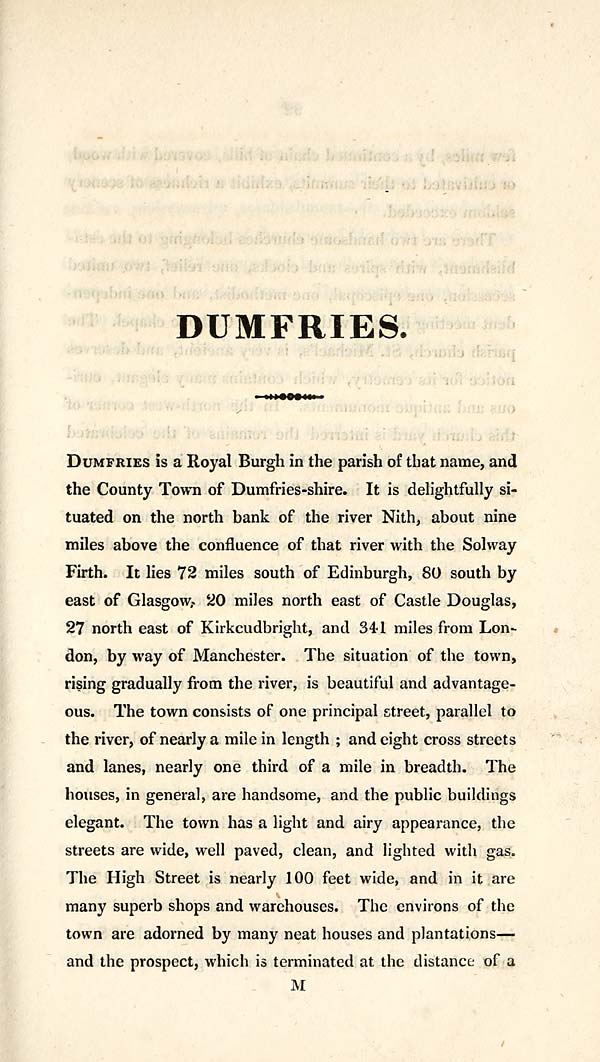 DUMFRIES.
DUMFRIES is a Royal Burgh in the parish of that name, and
the County Town of Dumfries-shire. It is delightfully si-
tuated on the north bank of the river Nith, about nine
miles above the confluence of that river with the Solway
Firth. It lies 72 miles south of Edinburgh, 80 south by
east of Glasgow, 20 miles north east of Castle Douglas,
27 north east of Kirkcudbright, and 341 miles from Lon-
don, by way of Manchester. The situation of the town,
rising gradually from the river, is beautiful and advantage-
ous. The town consists of one principal street, parallel to
the river, of nearly a mile in length ; and eight cross streets
and lanes, nearly one third of a mile in breadth. The
houses, in general, are handsome, and the public buildings
elegant. The town has a light and airy appearance, the
streets are wide, well paved, clean, and lighted with gas.
The High Street is nearly 100 feet wide, and in it are
many superb shops and warehouses. The environs of the
town are adorned by many neat houses and plantations—
and the prospect, which is terminated at the distance of a
M